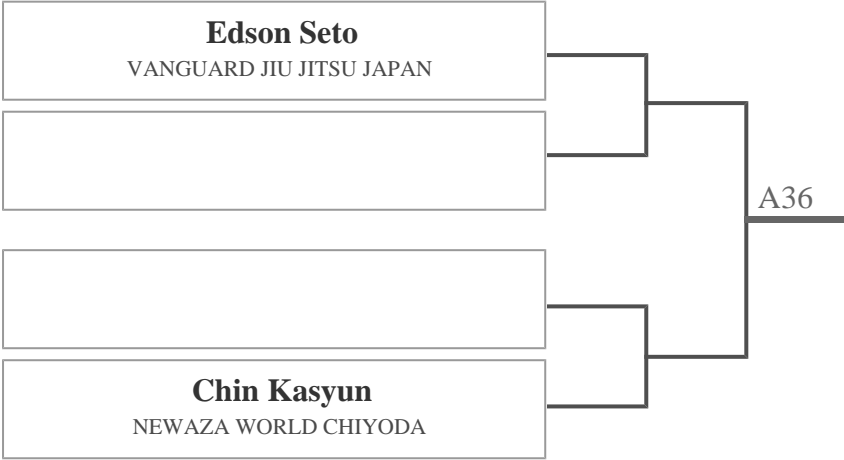 Edson Seto
VANGUARD JIU JITSU JAPAN
A36
Chin Kasyun
NEWAZA WORLD CHIYODA